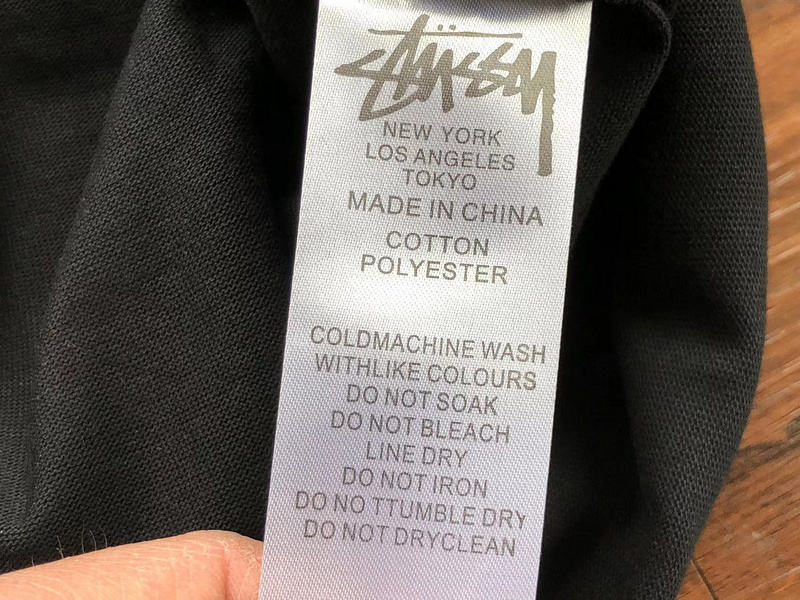 STÜSSY
NEW YORK
LOS ANGELES
TOKYO
MADE IN CHINA
COTTON
POLYESTER
COLDMACHINE WASH
WITHLIKE COLOURS
DO NOT SOAK
DO NOT BLEACH
LINE DRY
DO NOT IRON
DO NO TTUMBLE DRY
DO NOT DRYCLEAN